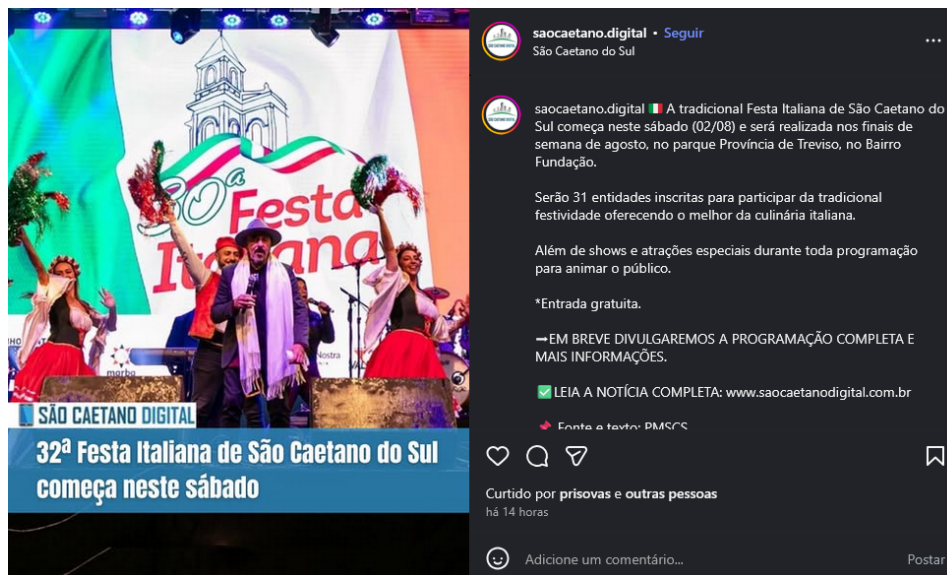 30ª Festa
Italiana
marba
Nostra
SÃO CAETANO DIGITAL
32ª Festa Italiana de São Caetano do Sul
começa neste sábado
saocaetano.digital • Seguir
São Caetano do Sul
saocaetano.digital 🇮🇹 A tradicional Festa Italiana de São Caetano do
Sul começa neste sábado (02/08) e será realizada nos finais de
semana de agosto, no parque Província de Treviso, no Bairro
Fundação.
Serão 31 entidades inscritas para participar da tradicional
festividade oferecendo o melhor da culinária italiana.
Além de shows e atrações especiais durante toda programação
para animar o público.
*Entrada gratuita.
➡EM BREVE DIVULGAREMOS A PROGRAMAÇÃO COMPLETA E
MAIS INFORMAÇÕES.
✅LEIA A NOTÍCIA COMPLETA: www.saocaetanodigital.com.br
📌 Fonte e texto: PMSCS
Curtido por prisovas e outras pessoas
há 14 horas
Adicione um comentário...
Postar